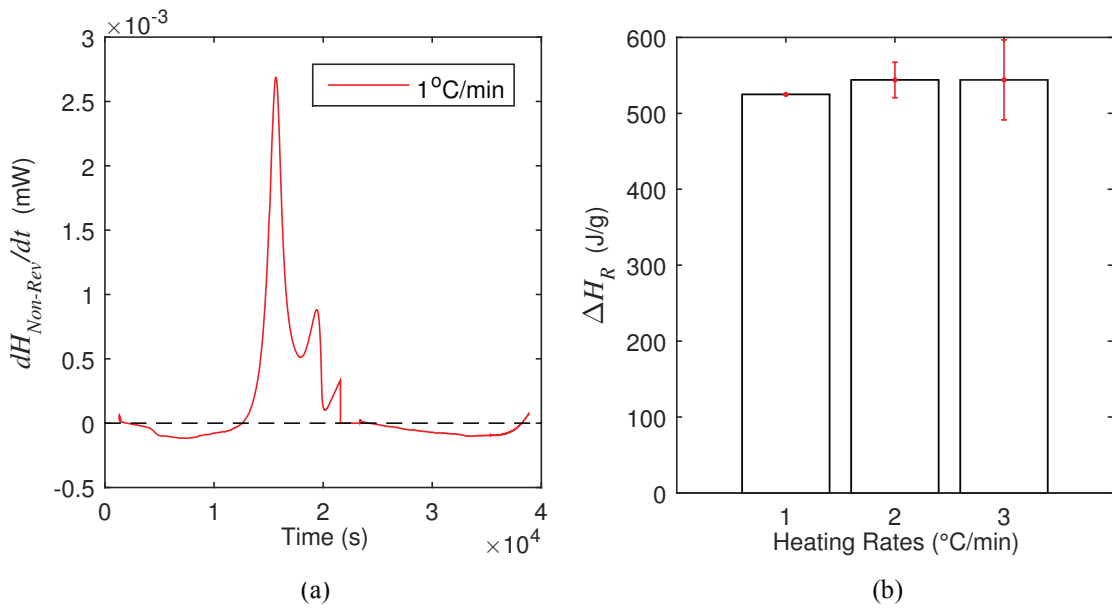 ×10⁻³
3
2.5
2
1.5
1
0.5
0
-0.5
dH_Non-Rev/dt (mW)
1°C/min
0 1 2 3 4
Time (s)
×10⁴
(a)
600
500
400
300
200
100
0
ΔH_R (J/g)
1 2 3
Heating Rates (°C/min)
(b)